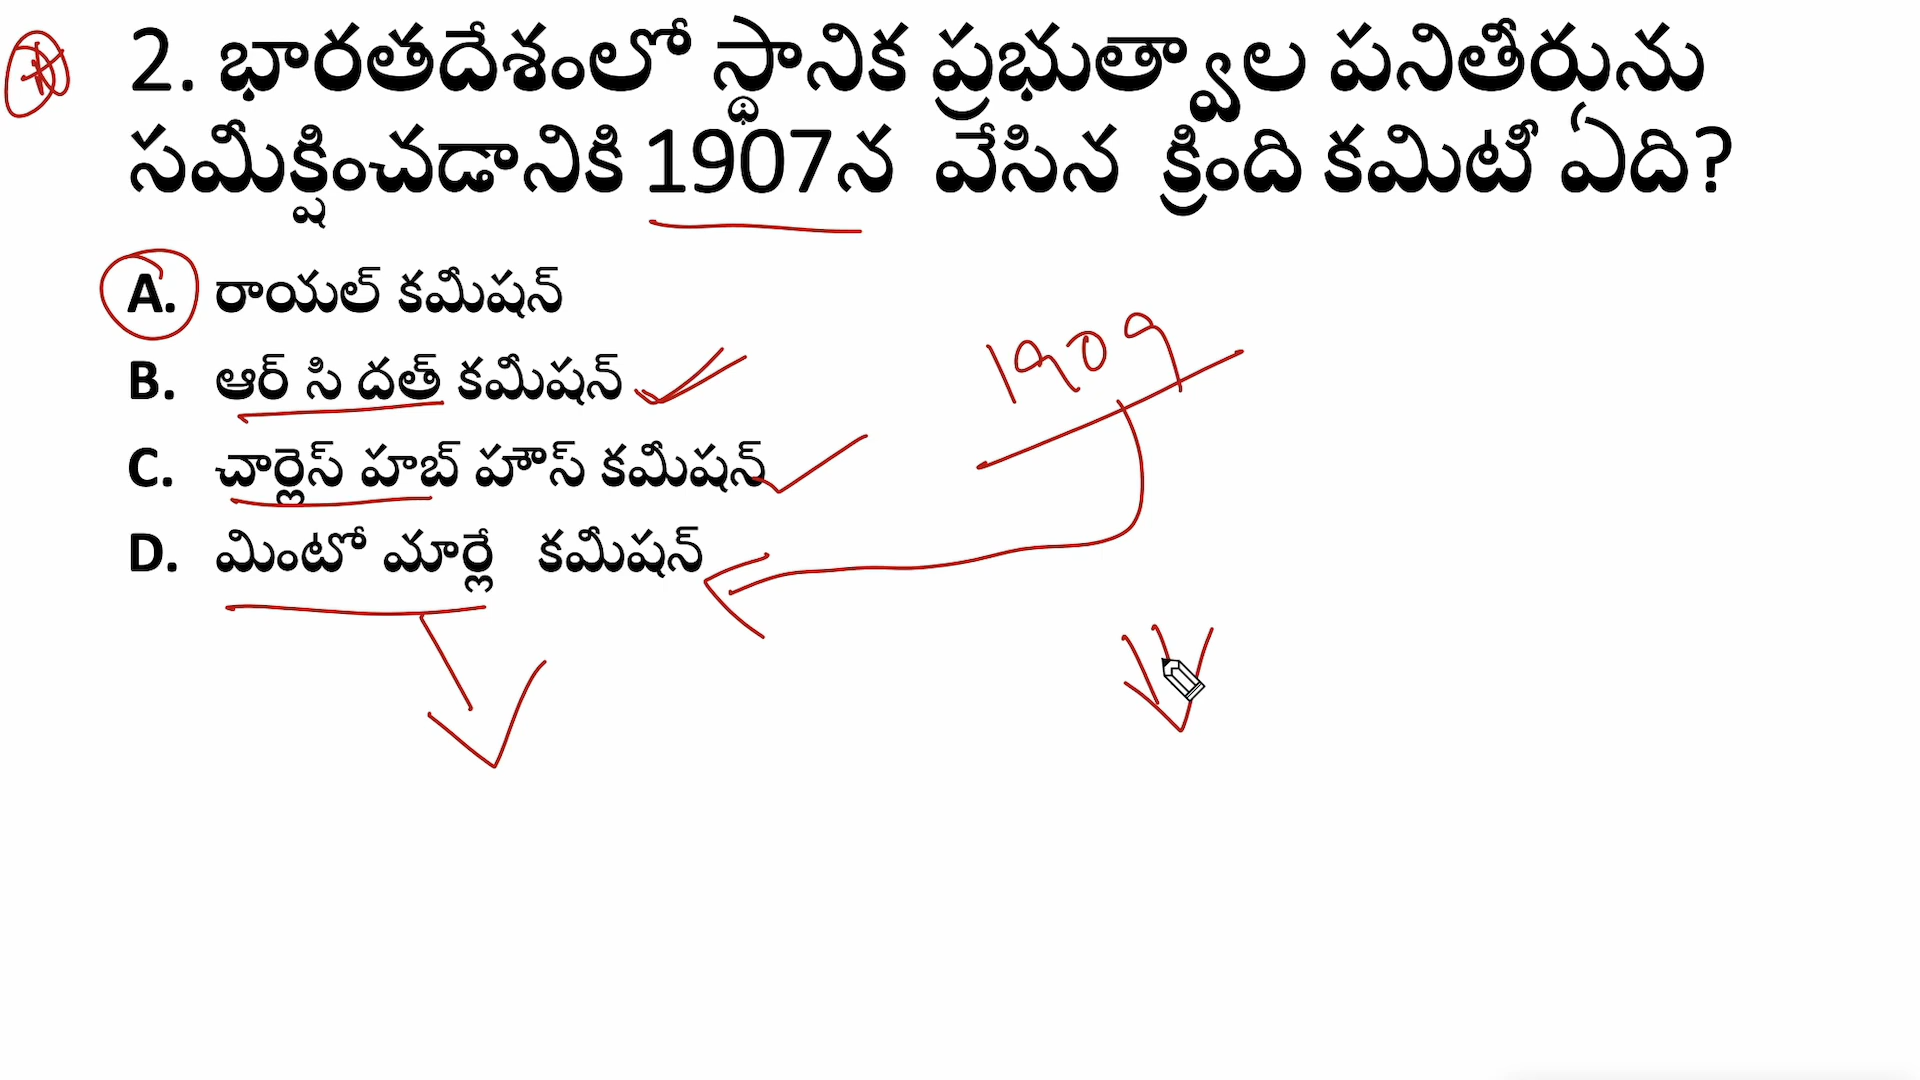 2. భారతదేశంలో స్థానిక ప్రభుత్వాల పనితీరును
సమీక్షించడానికి 1907న వేసిన క్రింది కమిటీ ఏది?
A. రాయల్ కమీషన్
B. ఆర్ సి దత్ కమీషన్
C. చార్లెస్ హబ్ హౌస్ కమీషన్
D. మింటో మార్లే కమీషన్
1909